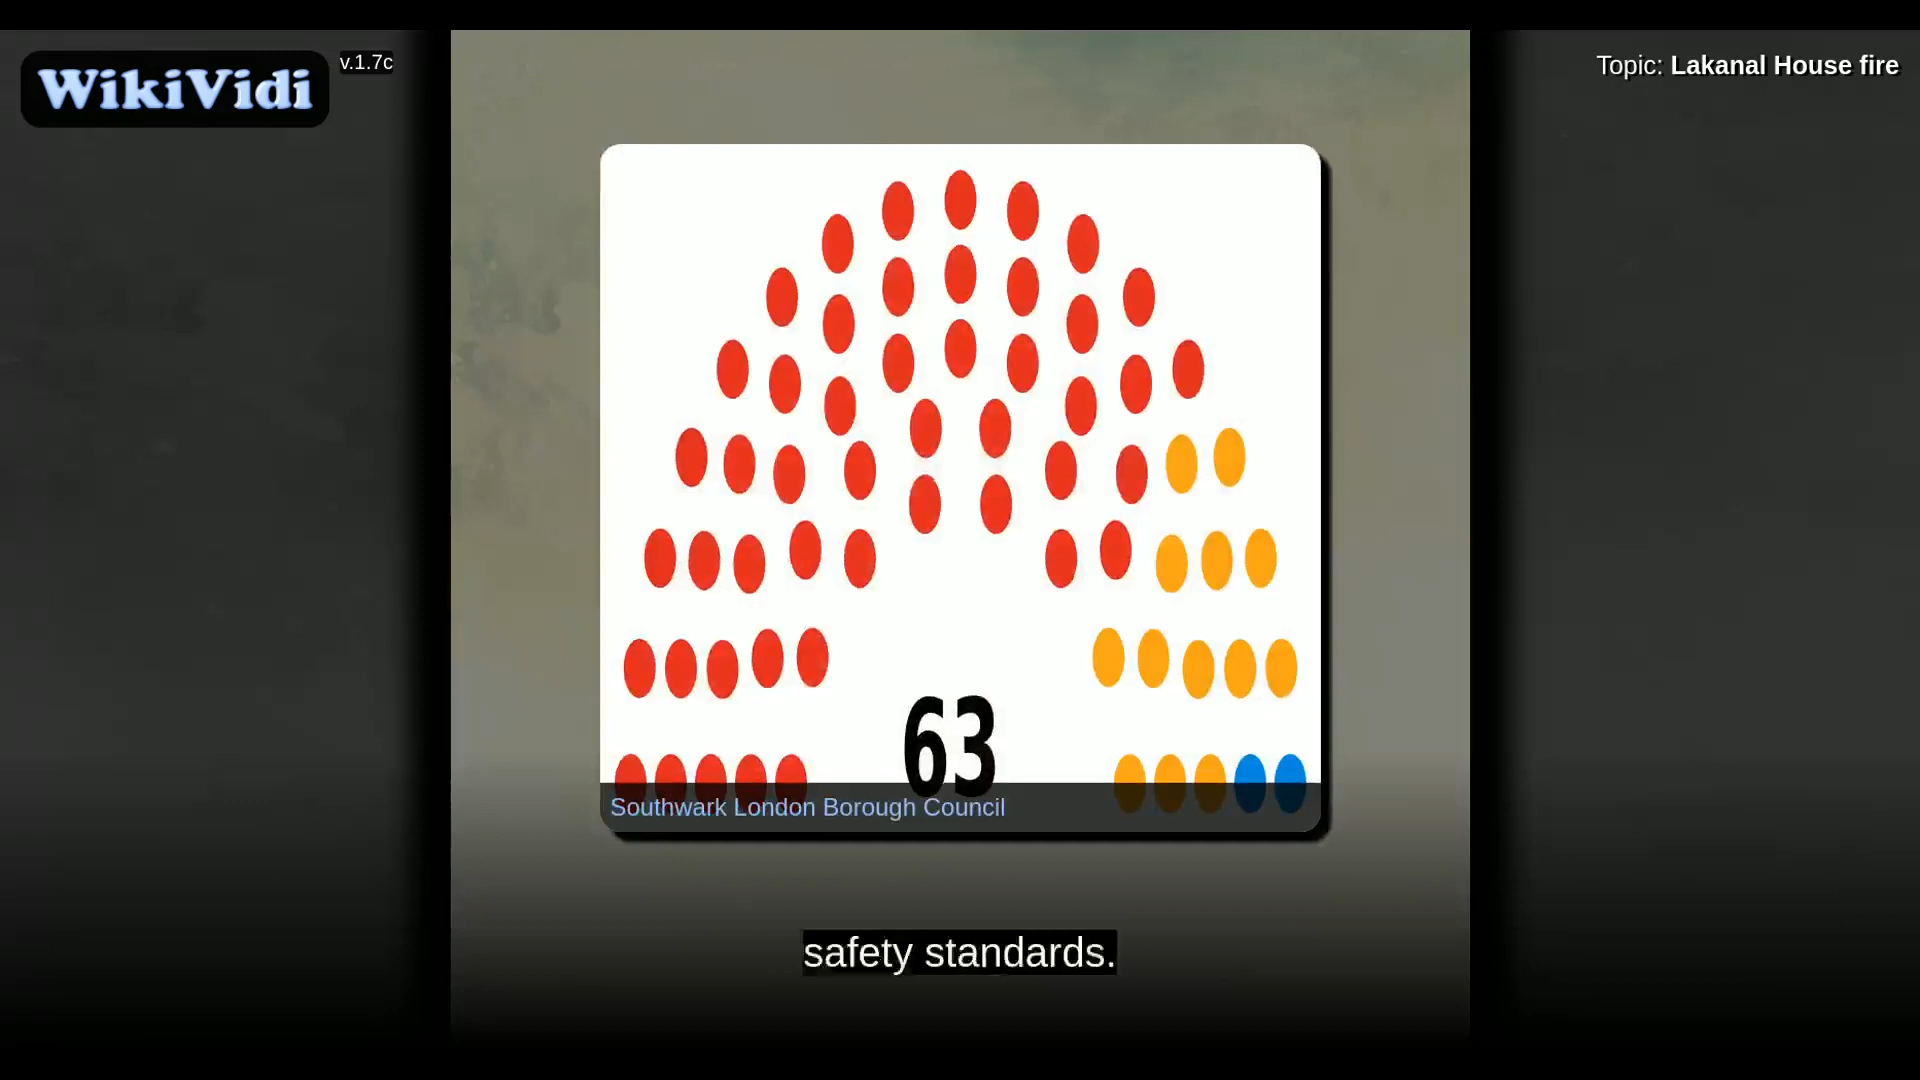 WikiVidi
v.1.7c
Topic: Lakanal House fire
63
Southwark London Borough Council
safety standards.